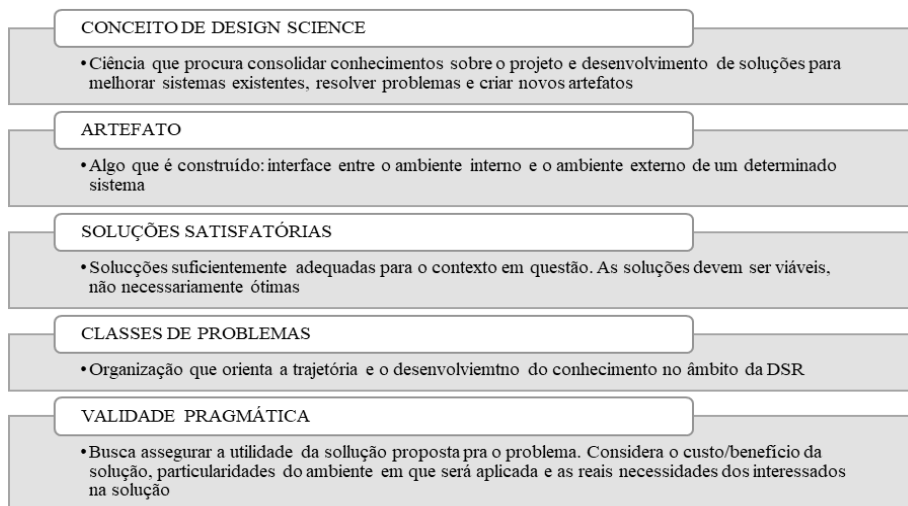 CONCEITO DE DESIGN SCIENCE
• Ciência que procura consolidar conhecimentos sobre o projeto e desenvolvimento de soluções para
melhorar sistemas existentes, resolver problemas e criar novos artefatos
ARTEFATO
• Algo que é construído: interface entre o ambiente interno e o ambiente externo de um determinado
sistema
SOLUÇÕES SATISFATÓRIAS
• Solucções suficientemente adequadas para o contexto em questão. As soluções devem ser viáveis,
não necessariamente ótimas
CLASSES DE PROBLEMAS
• Organização que orienta a trajetória e o desenvolviemtno do conhecimento no âmbito da DSR
VALIDADE PRAGMÁTICA
• Busca assegurar a utilidade da sollução proposta pra o problema. Considera o custo/benefício da
solução, particularidades do ambiente em que será aplicada e as reais necessidades dos interessados
na solução